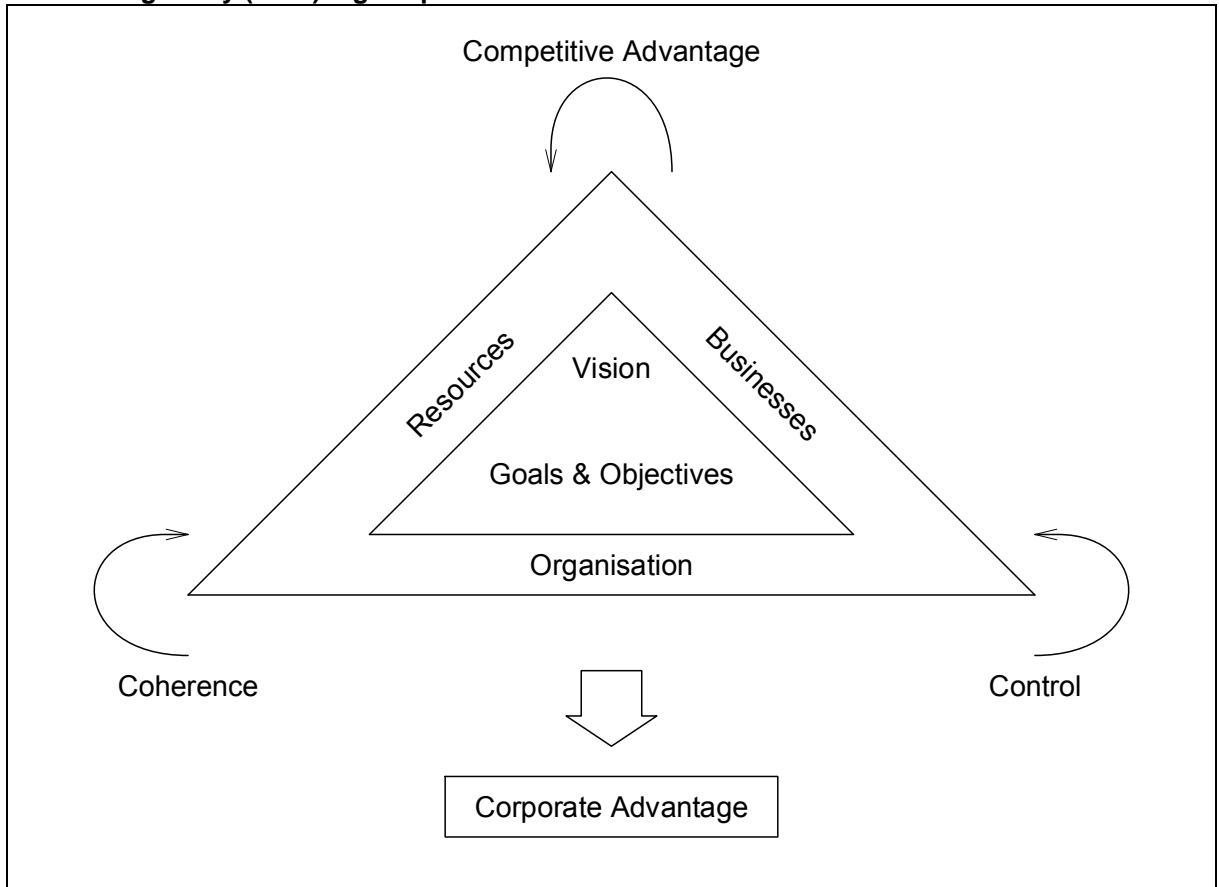 Competitive Advantage
Resources
Businesses
Vision
Goals & Objectives
Organisation
Coherence
Control
Corporate Advantage